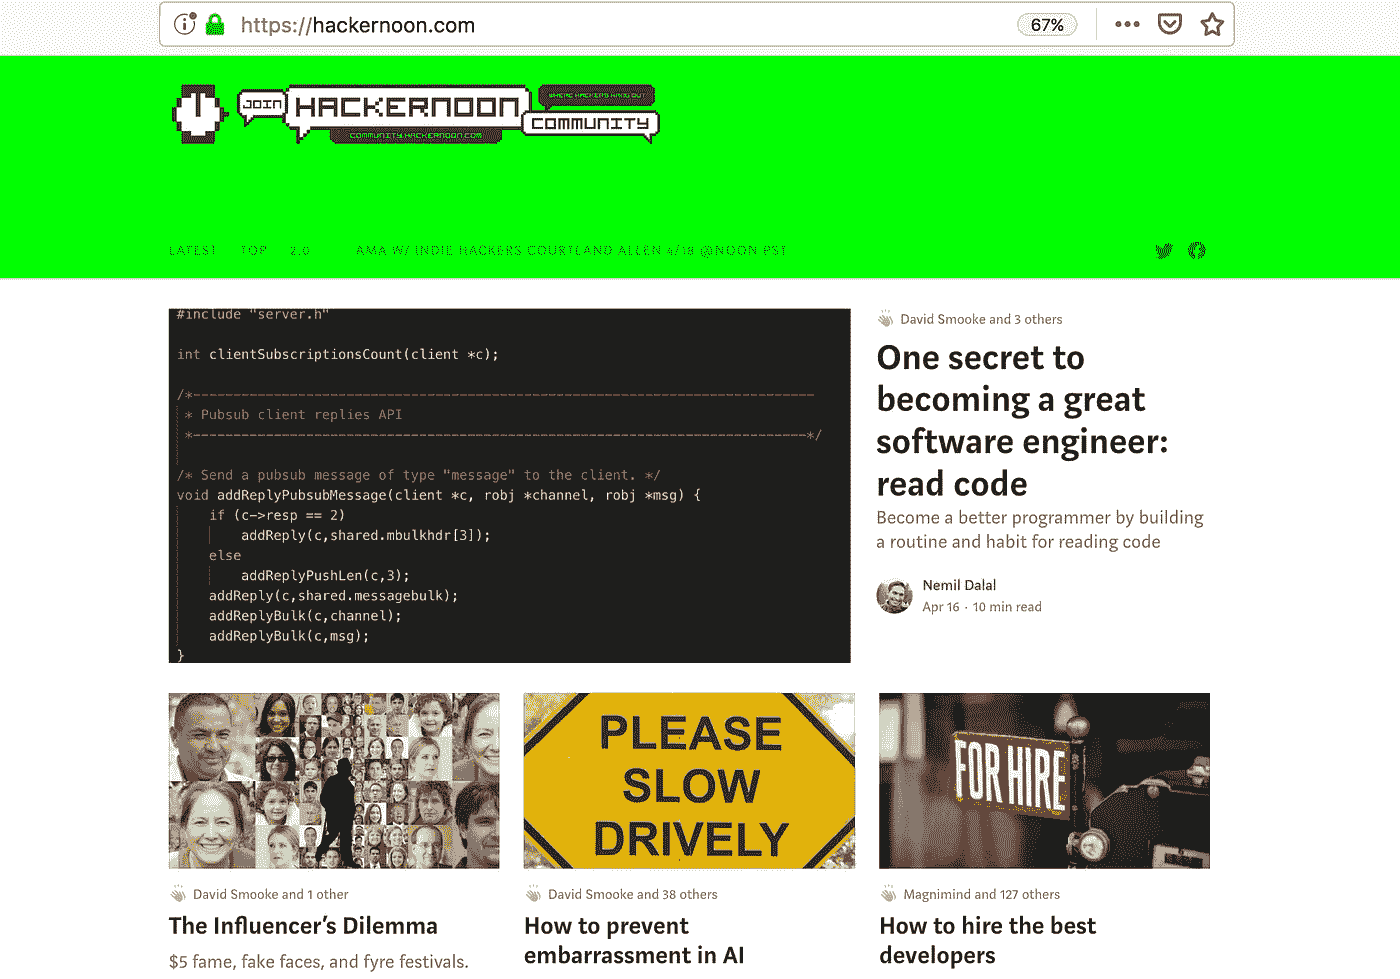 https://hackernoon.com
67%
JOIN
HACKERNOON
WHERE HACKERS HANG OUT
COMMUNITY
COMMUNITY.HACKERNOON.COM
LATEST TOP 2.0 AMA W/ INDIE HACKERS COURTLAND ALLEN 4/18 @NOON PST
#include "server.h"
int clientSubscriptionsCount(client *c);
/*-----------------------------------------------------------------------------
* Pubsub client replies API
*----------------------------------------------------------------------------*/
/* Send a pubsub message of type "message" to the client. */
void addReplyPubsubMessage(client *c, robj *channel, robj *msg) {
if (c->resp == 2)
addReply(c,shared.mbulkhdr[3]);
else
addReplyPushLen(c,3);
addReply(c,shared.messagebulk);
addReplyBulk(c,channel);
addReplyBulk(c,msg);
}
David Smooke and 3 others
One secret to
becoming a great
software engineer:
read code
Become a better programmer by building
a routine and habit for reading code
Nemil Dalal
Apr 16 · 10 min read
PLEASE
SLOW
DRIVELY
FOR HIRE
David Smooke and 1 other
The Influencer’s Dilemma
$5 fame, fake faces, and fyre festivals.
David Smooke and 38 others
How to prevent
embarrassment in AI
Magnimind and 127 others
How to hire the best
developers